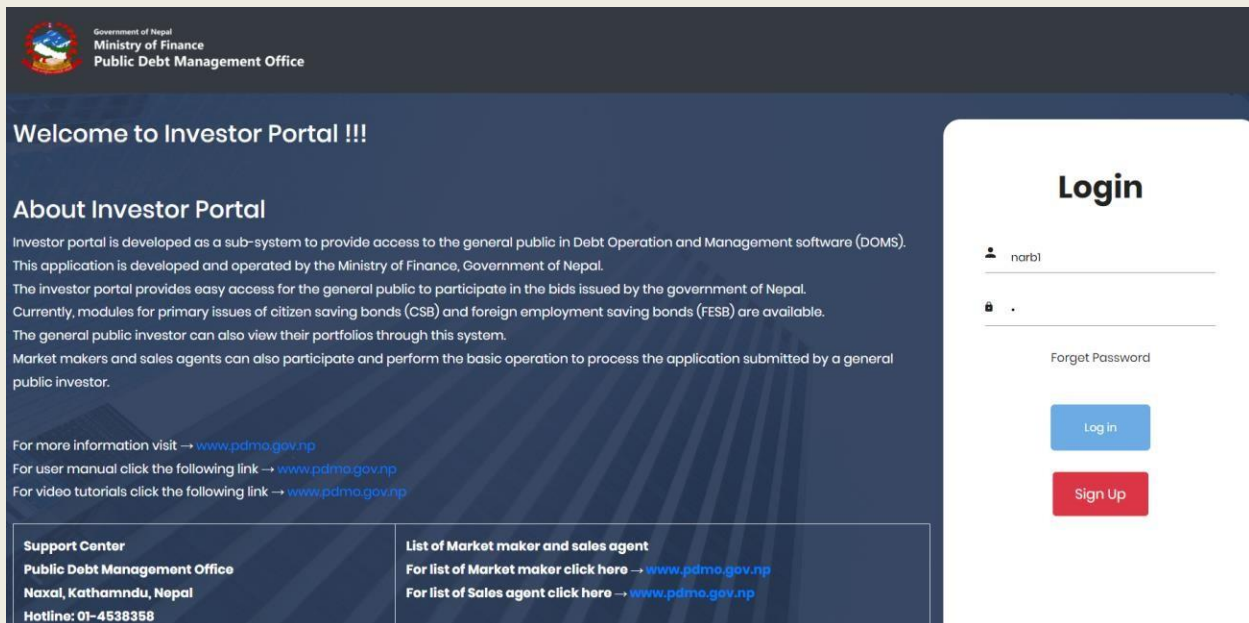 Government of Nepal
Ministry of Finance
Public Debt Management Office
Welcome to Investor Portal !!!
About Investor Portal
Investor portal is developed as a sub-system to provide access to the general public in Debt Operation and Management software (DOMS).
This application is developed and operated by the Ministry of Finance, Government of Nepal.
The investor portal provides easy access for the general public to participate in the bids issued by the government of Nepal.
Currently, modules for primary issues of citizen saving bonds (CSB) and foreign employment saving bonds (FESB) are available.
The general public investor can also view their portfolios through this system.
Market makers and sales agents can also participate and perform the basic operation to process the application submitted by a general
public investor.
For more information visit → www.pdmo.gov.np
For user manual click the following link → www.pdmo.gov.np
For video tutorials click the following link → www.pdmo.gov.np
Support Center
Public Debt Management Office
Naxal, Kathamndu, Nepal
Hotline: 01-4538358
List of Market maker and sales agent
For list of Market maker click here → www.pdmo.gov.np
For list of Sales agent click here → www.pdmo.gov.np
Login
narb1
Forget Password
Log in
Sign Up